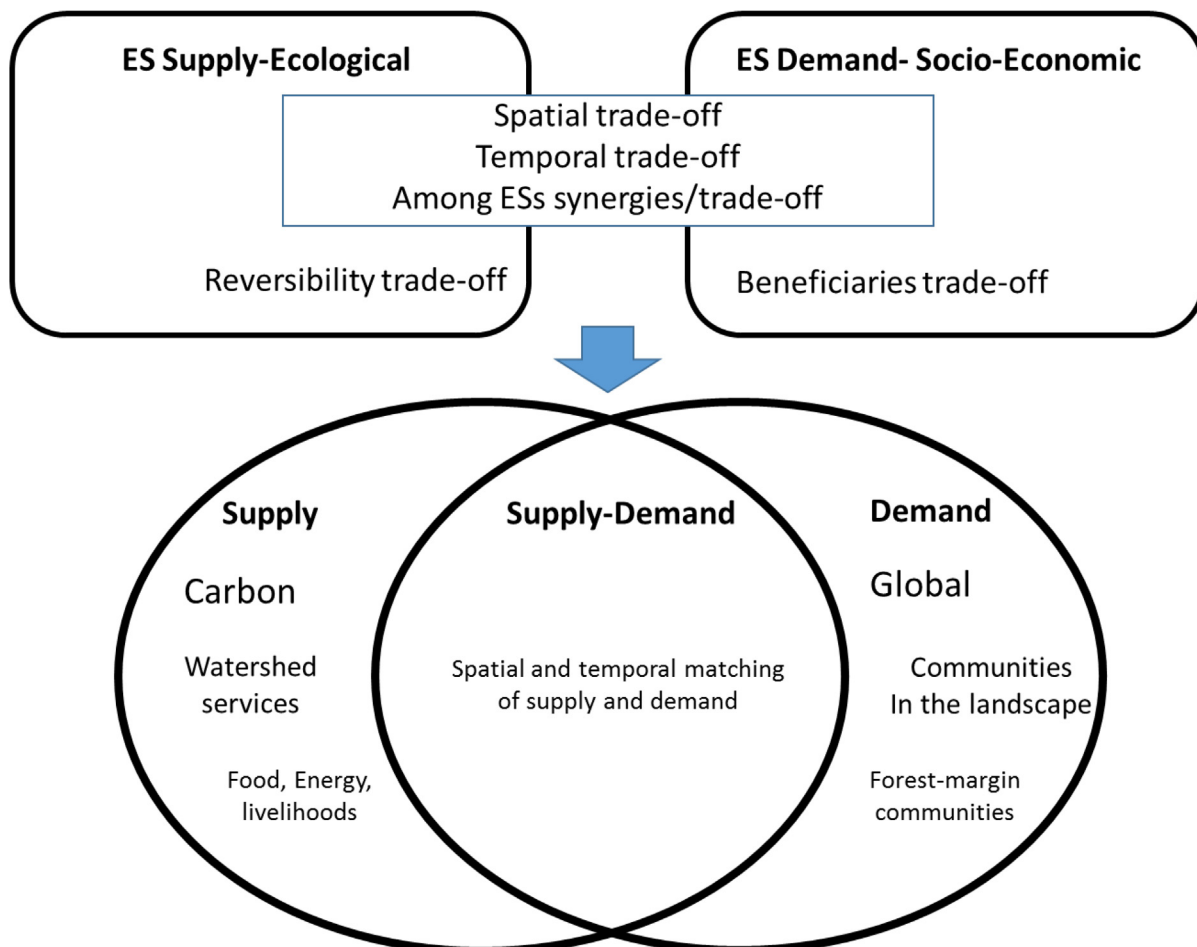 ES Supply-Ecological
ES Demand- Socio-Economic
Spatial trade-off
Temporal trade-off
Among ESs synergies/trade-off
Reversibility trade-off
Beneficiaries trade-off
Supply
Supply-Demand
Demand
Carbon
Global
Watershed
services
Spatial and temporal matching
of supply and demand
Communities
In the landscape
Food, Energy,
livelihoods
Forest-margin
communities